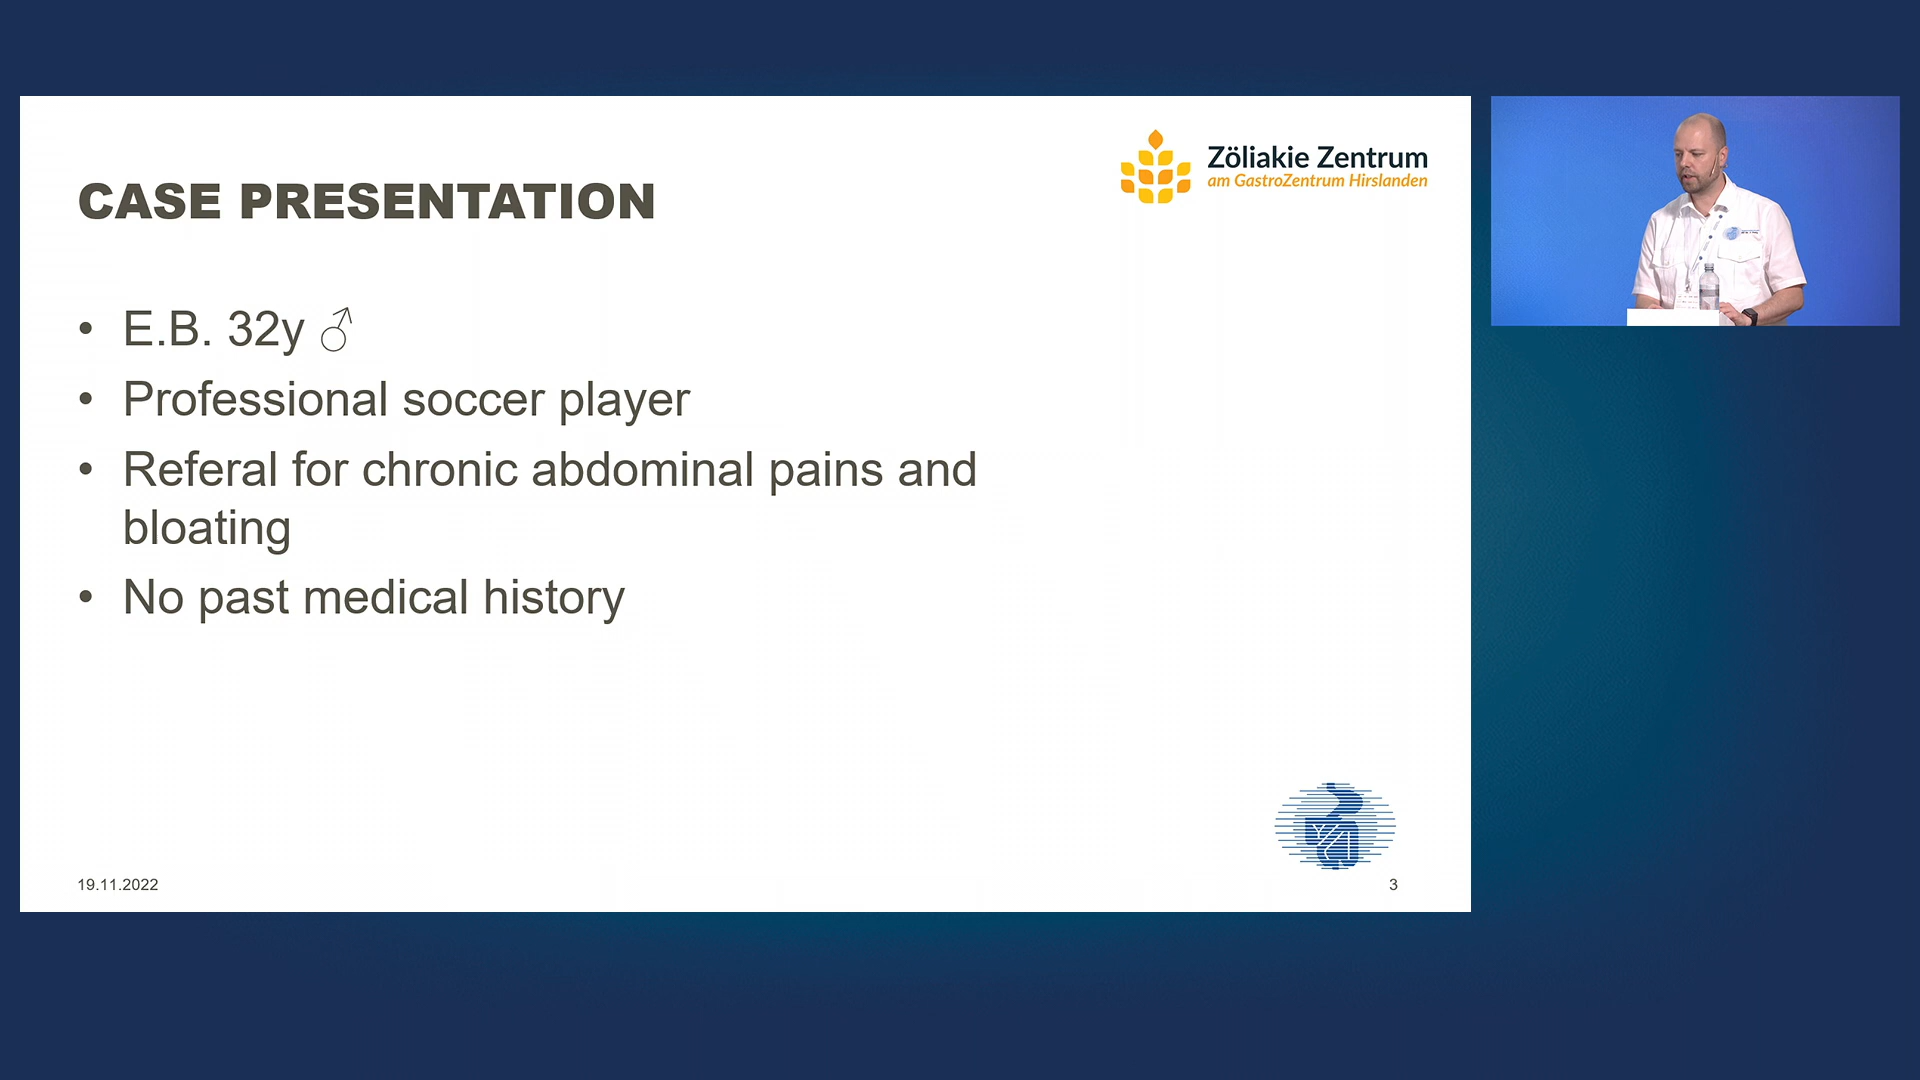 Zöliakie Zentrum
am GastroZentrum Hirslanden
CASE PRESENTATION
• E.B. 32y ♂
• Professional soccer player
• Referal for chronic abdominal pains and
bloating
• No past medical history
19.11.2022
3